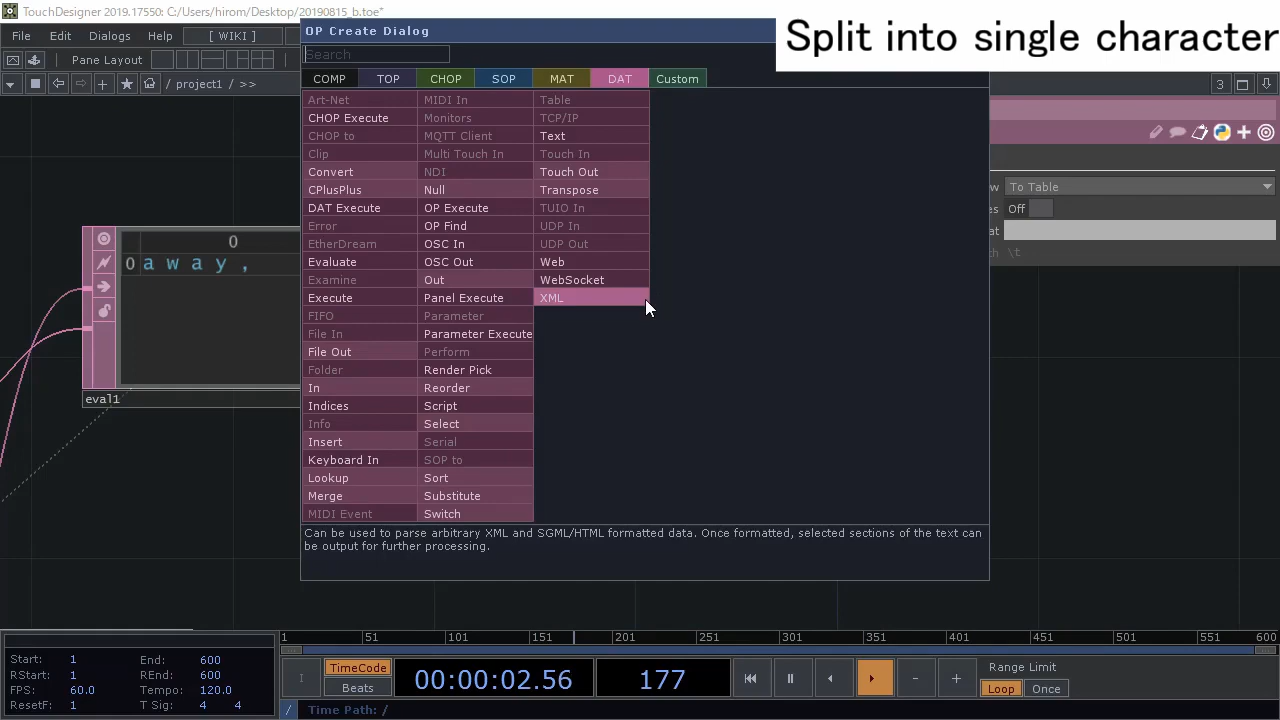 TouchDesigner 2019.17550: C:/Users/hirom/Desktop/20190815_b.toe*
Split into single character
File Edit Dialogs Help [ WIKI ]
OP Create Dialog
Search
Pane Layout
COMP TOP CHOP SOP MAT DAT Custom
/ project1 / >>
3
Art-Net MIDI In Table
CHOP Execute Monitors TCP/IP
CHOP to MQTT Client Text
Clip Multi Touch In Touch In
Convert NDI Touch Out
CPlusPlus Null Transpose
DAT Execute OP Execute TUIO In
Error OP Find UDP In
EtherDream OSC In UDP Out
Evaluate OSC Out Web
Examine Out WebSocket
Execute Panel Execute XML
FIFO Parameter
File In Parameter Execute
File Out Perform
Folder Render Pick
In Reorder
Indices Script
Info Select
Insert Serial
Keyboard In SOP to
Lookup Sort
Merge Substitute
MIDI Event Switch
w To Table
es Off
at
th \t
0
0 a w a y ,
eval1
Can be used to parse arbitrary XML and SGML/HTML formatted data. Once formatted, selected sections of the text can
be output for further processing.
1 51 101 151 201 251 301 351 401 451 501 551 600
Start: 1 End: 600
RStart: 1 REnd: 600
FPS: 60.0 Tempo: 120.0
ResetF: 1 T Sig: 4 4
I
TimeCode
Beats
00:00:02.56
177
- +
Range Limit
Loop Once
/ Time Path: /